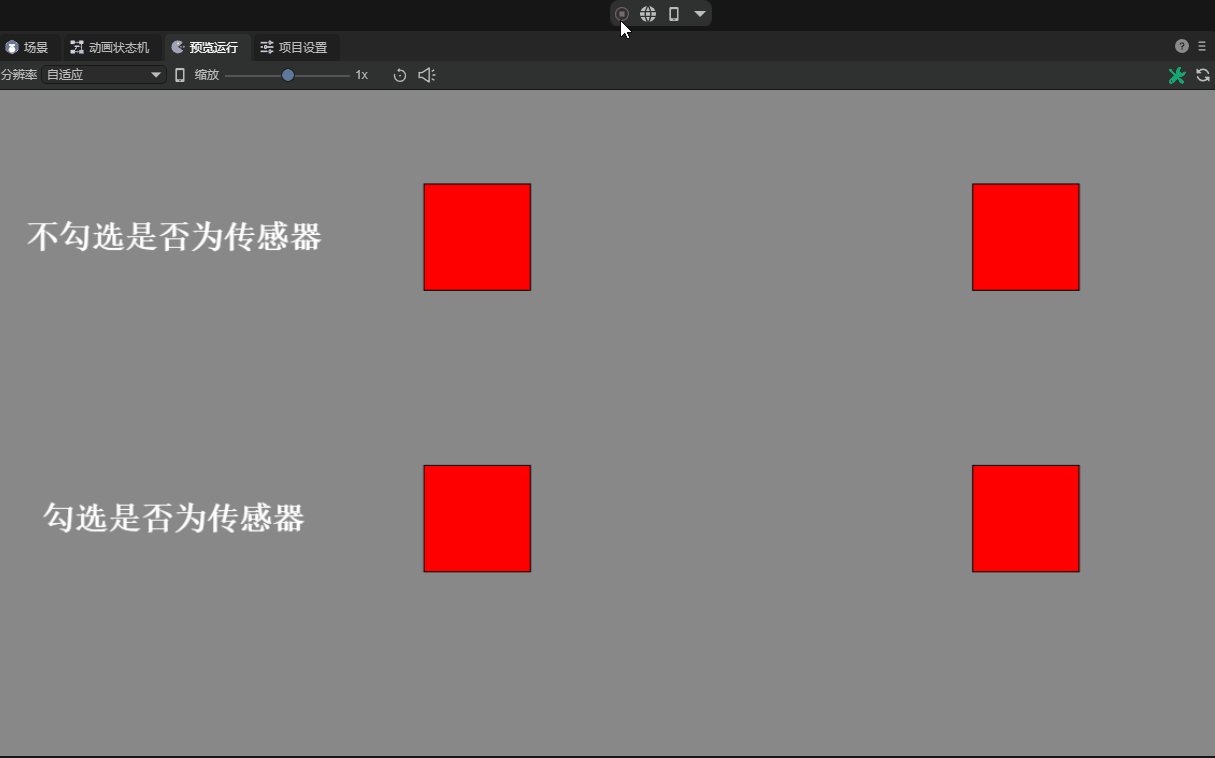 场景 动画状态机 预览运行 项目设置
分辨率 自适应 缩放 1x
不勾选是否为传感器
勾选是否为传感器